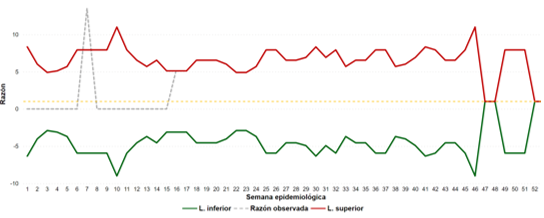 10
5
0
-5
-10
Razón
1 2 3 4 5 6 7 8 9 10 11 12 13 14 15 16 17 18 19 20 21 22 23 24 25 26 27 28 29 30 31 32 33 34 35 36 37 38 39 40 41 42 43 44 45 46 47 48 49 50 51 52
Semana epidemiológica
L. inferior Razón observada L. superior